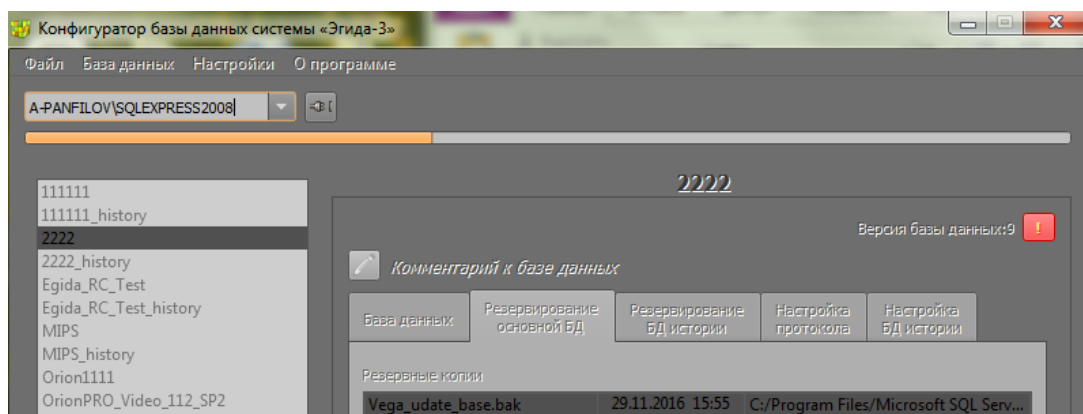 Конфигуратор базы данных системы «Эгида-3»
Файл База данных Настройки О программе
A-PANFILOV\SQLEXPRESS2008
2222
111111
111111_history
2222
2222_history
Egida_RC_Test
Egida_RC_Test_history
MIPS
MIPS_history
Orion1111
OrionPRO_Video_112_SP2
Версия базы данных:9 !
Комментарий к базе данных
База данных
Резервирование
основной БД
Резервирование
БД истории
Настройка
протокола
Настройка
БД истории
Резервные копии
Vega_udate_base.bak 29.11.2016 15:55 C:/Program Files/Microsoft SQL Serv...